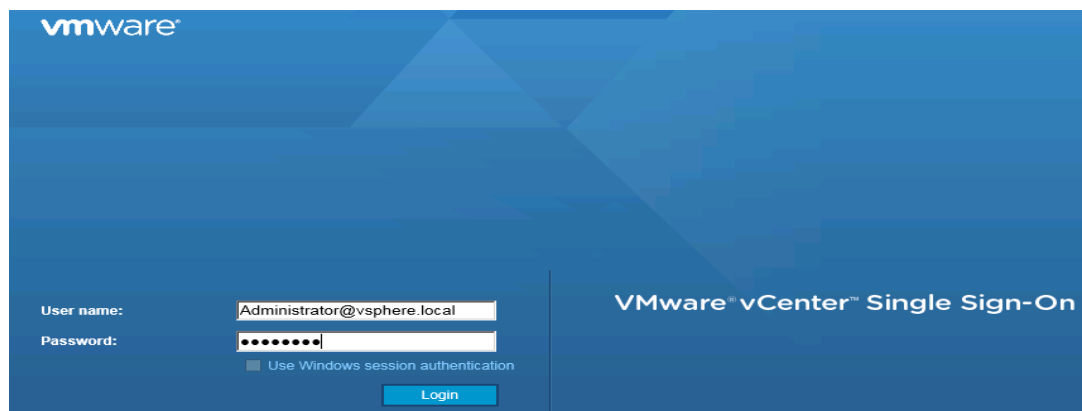 vmware®
User name:
Administrator@vsphere.local
VMware® vCenter™ Single Sign-On
Password:
●●●●●●●●
Use Windows session authentication
Login